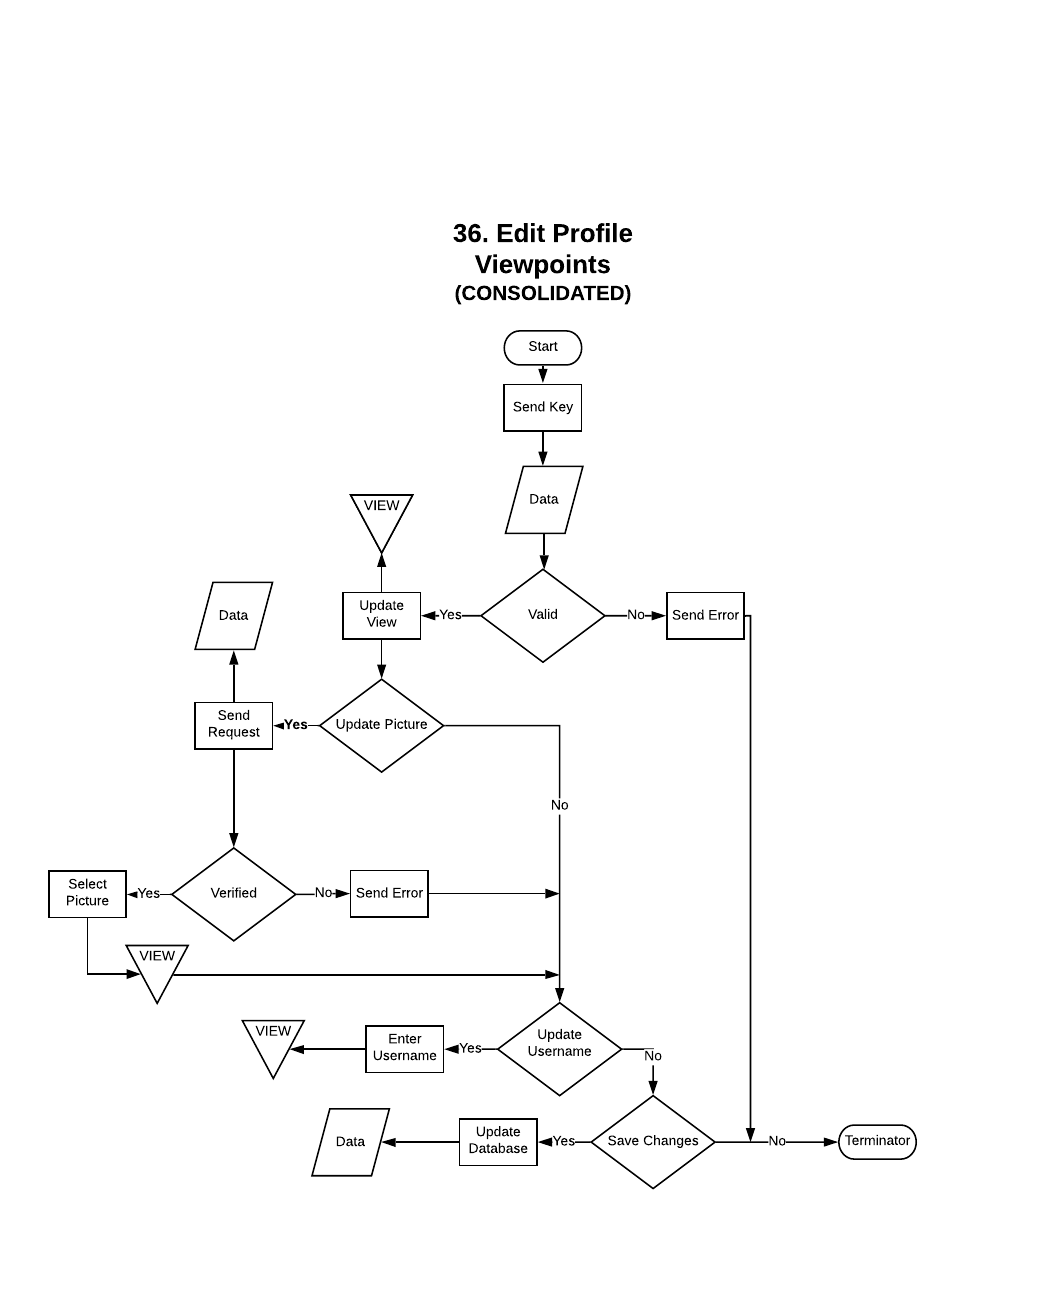 36. Edit Profile
Viewpoints
(CONSOLIDATED)
Start
Send Key
Data
VIEW
Update
View
Yes
Valid
No
Send Error
Data
Send
Request
Yes
Update Picture
No
Select
Picture
Yes
Verified
No
Send Error
VIEW
VIEW
Enter
Username
Yes
Update
Username
No
Data
Update
Database
Yes
Save Changes
No
Terminator